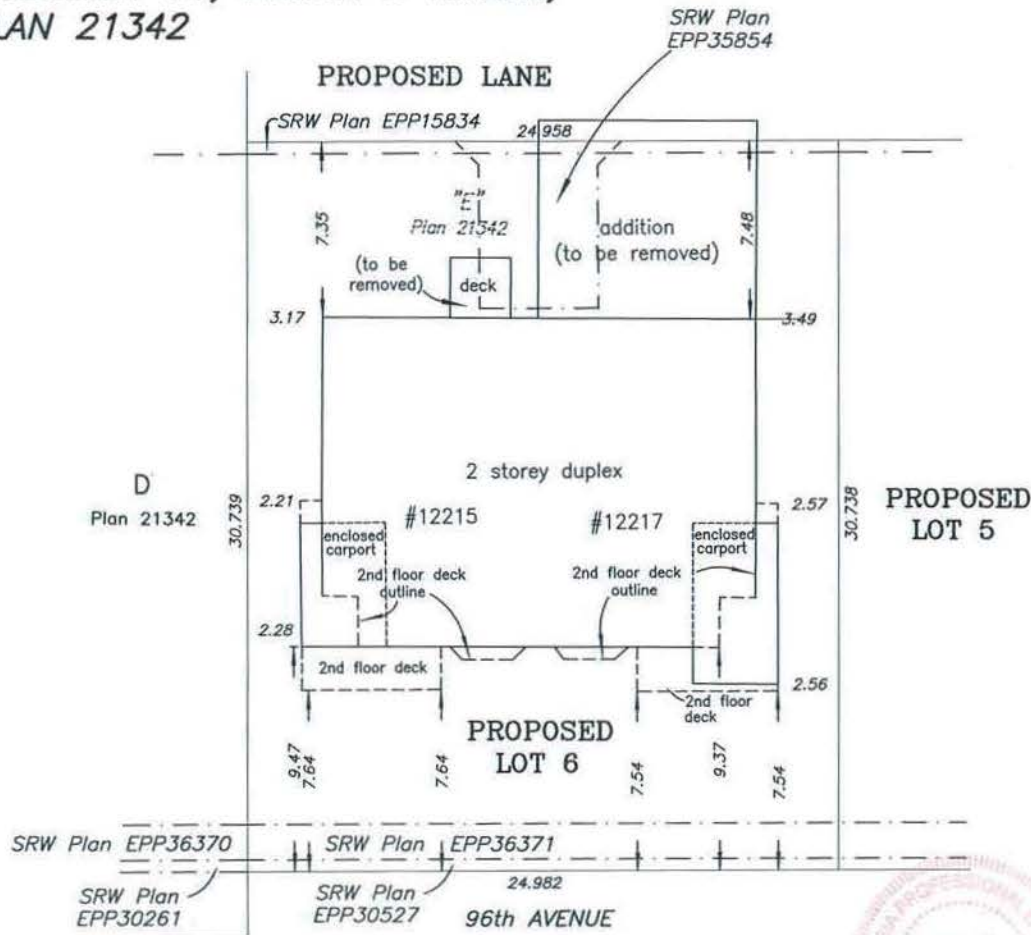 PLAN 21342
SRW Plan
EPP35854
PROPOSED LANE
SRW Plan EPP15834
24.958
"E"
Plan 21342
7.35
7.48
addition
(to be removed)
(to be
removed)
deck
3.17
3.49
2 storey duplex
D
Plan 21342
30.739
2.21
#12215
#12217
2.57
30.738
PROPOSED
LOT 5
enclosed
carport
enclosed
carport
2nd floor deck
outline
2nd floor deck
outline
2.28
2nd floor deck
2.56
2nd floor
deck
PROPOSED
LOT 6
9.47
7.64
7.64
7.54
9.37
7.54
SRW Plan EPP36370
SRW Plan EPP36371
SRW Plan
EPP30261
SRW Plan
EPP30527
24.982
96th AVENUE
PROFESSIONAL